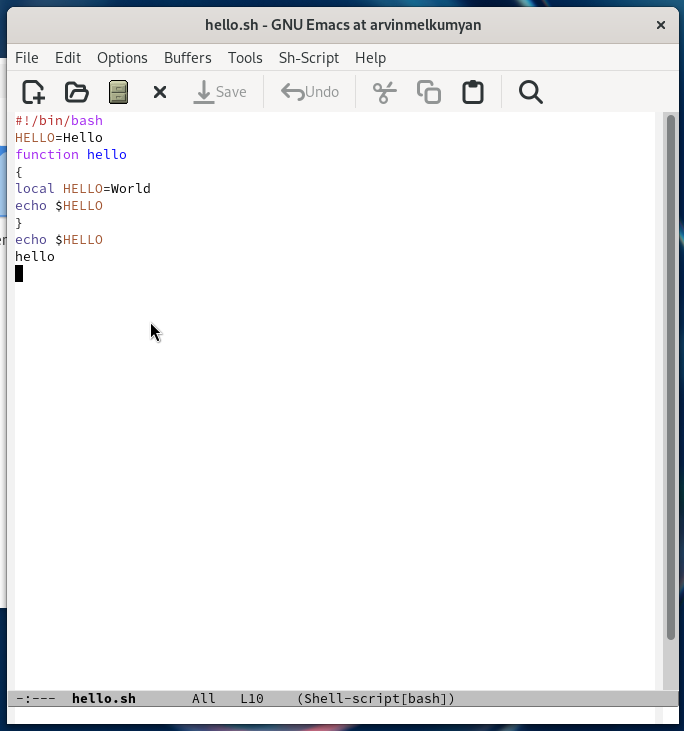 hello.sh - GNU Emacs at arvinmelkumyan ×
File Edit Options Buffers Tools Sh-Script Help
Save Undo
#!/bin/bash
HELLO=Hello
function hello
{
local HELLO=World
echo $HELLO
}
echo $HELLO
hello
-:--- hello.sh All L10 (Shell-script[bash])